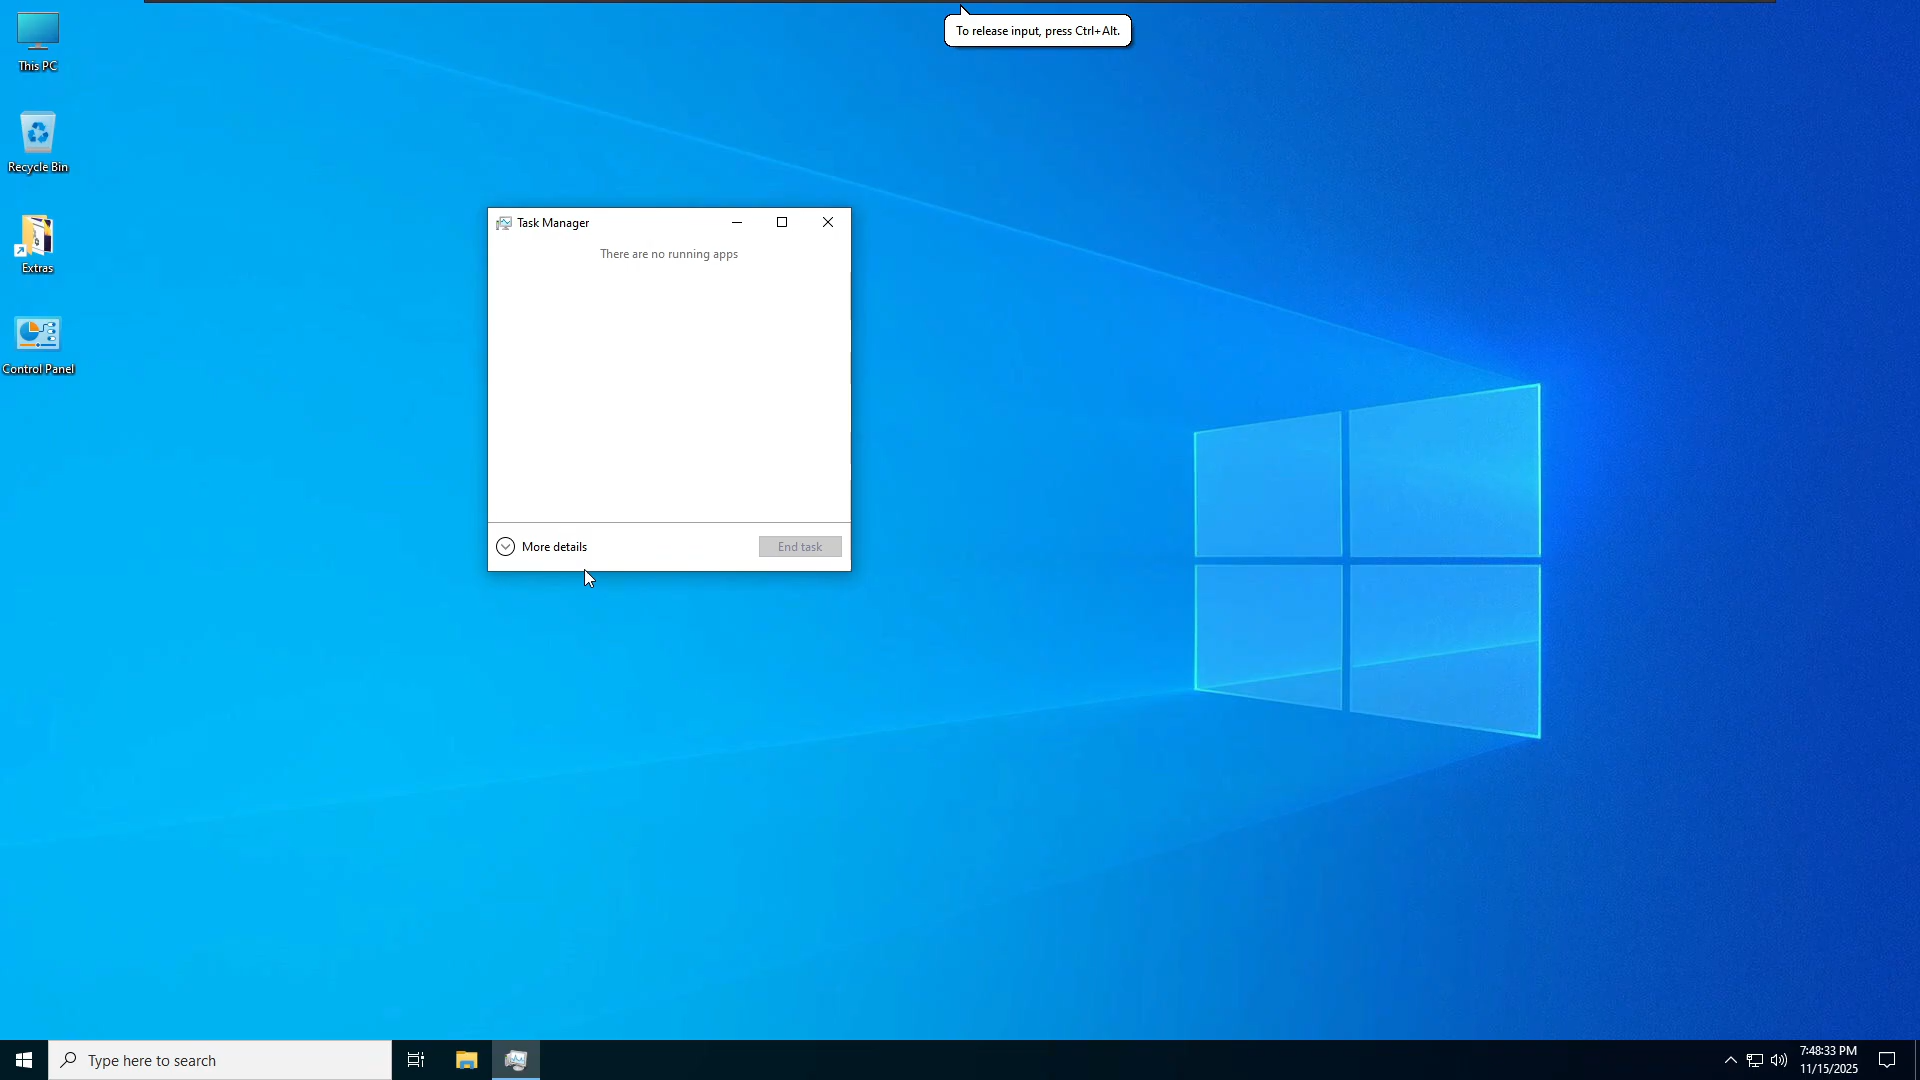 To release input, press Ctrl+Alt.
This PC
Recycle Bin
Extras
Control Panel
Task Manager
There are no running apps
More details
End task
Type here to search
7:48:33 PM
11/15/2025